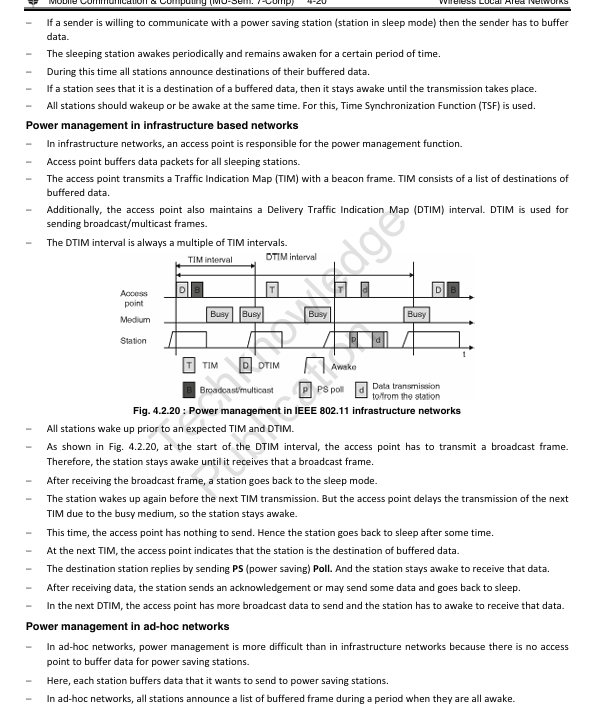 Mobile Communication & Computing (MU-Sem. 7-Comp) 4-20 Wireless Local Area Networks
– If a sender is willing to communicate with a power saving station (station in sleep mode) then the sender has to buffer
data.
– The sleeping station awakes periodically and remains awaken for a certain period of time.
– During this time all stations announce destinations of their buffered data.
– If a station sees that it is a destination of a buffered data, then it stays awake until the transmission takes place.
– All stations should wakeup or be awake at the same time. For this, Time Synchronization Function (TSF) is used.
Power management in infrastructure based networks
– In infrastructure networks, an access point is responsible for the power management function.
– Access point buffers data packets for all sleeping stations.
– The access point transmits a Traffic Indication Map (TIM) with a beacon frame. TIM consists of a list of destinations of
buffered data.
– Additionally, the access point also maintains a Delivery Traffic Indication Map (DTIM) interval. DTIM is used for
sending broadcast/multicast frames.
– The DTIM interval is always a multiple of TIM intervals.
TIM interval DTIM interval
Access point D B T T d D B
Medium Busy Busy Busy Busy
Station p d
t
T TIM D DTIM Awake
B Broadcast/multicast p PS poll d Data transmission to/from the station
Fig. 4.2.20 : Power management in IEEE 802.11 infrastructure networks
– All stations wake up prior to an expected TIM and DTIM.
– As shown in Fig. 4.2.20, at the start of the DTIM interval, the access point has to transmit a broadcast frame.
Therefore, the station stays awake until it receives that a broadcast frame.
– After receiving the broadcast frame, a station goes back to the sleep mode.
– The station wakes up again before the next TIM transmission. But the access point delays the transmission of the next
TIM due to the busy medium, so the station stays awake.
– This time, the access point has nothing to send. Hence the station goes back to sleep after some time.
– At the next TIM, the access point indicates that the station is the destination of buffered data.
– The destination station replies by sending PS (power saving) Poll. And the station stays awake to receive that data.
– After receiving data, the station sends an acknowledgement or may send some data and goes back to sleep.
– In the next DTIM, the access point has more broadcast data to send and the station has to awake to receive that data.
Power management in ad-hoc networks
– In ad-hoc networks, power management is more difficult than in infrastructure networks because there is no access
point to buffer data for power saving stations.
– Here, each station buffers data that it wants to send to power saving stations.
– In ad-hoc networks, all stations announce a list of buffered frame during a period when they are all awake.
Techknowledge
Publication